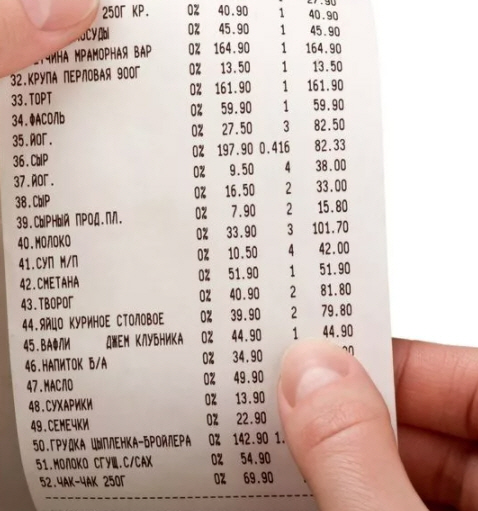 27.90
250Г КР. 0% 40.90 1 40.90
0% 45.90 1 45.90
МРАМОРНАЯ ВАР 0% 164.90 1 164.90
32.КРУПА ПЕРЛОВАЯ 900Г 0% 13.50 1 13.50
33.ТОРТ 0% 161.90 1 161.90
34.ФАСОЛЬ 0% 59.90 1 59.90
35.ЙОГ. 0% 27.50 3 82.50
36.СЫР 0% 197.90 0.416 82.33
37.ЙОГ. 0% 9.50 4 38.00
38.СЫР 0% 16.50 2 33.00
39.СЫРНЫЙ ПРОД.ПЛ. 0% 7.90 2 15.80
40.МОЛОКО 0% 33.90 3 101.70
41.СУП М/П 0% 10.50 4 42.00
42.СМЕТАНА 0% 51.90 1 51.90
43.ТВОРОГ 0% 40.90 2 81.80
44.ЯЙЦО КУРИНОЕ СТОЛОВОЕ 0% 39.90 2 79.80
45.ВАФЛИ ДЖЕМ КЛУБНИКА 0% 44.90 1 44.90
46.НАПИТОК Б/А 0% 34.90
47.МАСЛО 0% 49.90
48.СУХАРИКИ 0% 13.90
49.СЕМЕЧКИ 0% 22.90
50.ГРУДКА ЦЫПЛЕНКА-БРОЙЛЕРА 0% 142.90 1.
51.МОЛОКО СГУЩ.С/САХ 0% 54.90
52.ЧАК-ЧАК 250Г 0% 69.90